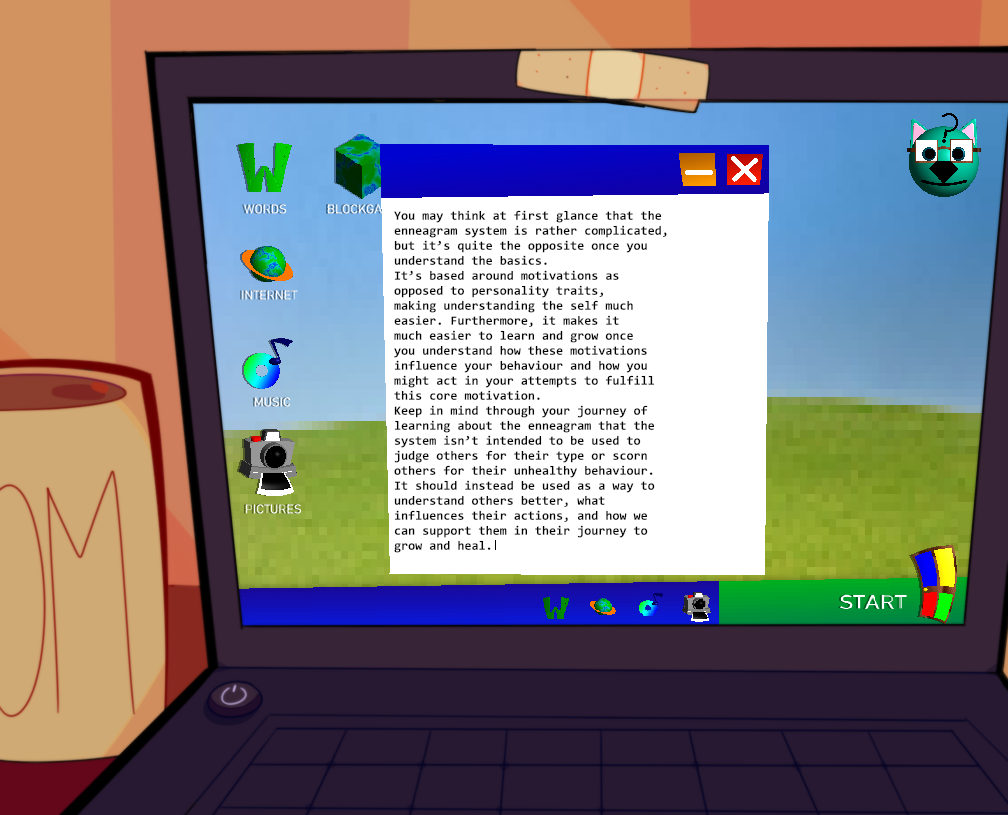 WORDS
BLOCKGA
INTERNET
MUSIC
PICTURES
You may think at first glance that the
enneagram system is rather complicated,
but it’s quite the opposite once you
understand the basics.
It’s based around motivations as
opposed to personality traits,
making understanding the self much
easier. Furthermore, it makes it
much easier to learn and grow once
you understand how these motivations
influence your behaviour and how you
might act in your attempts to fulfill
this core motivation.
Keep in mind through your journey of
learning about the enneagram that the
system isn’t intended to be used to
judge others for their type or scorn
others for their unhealthy behaviour.
It should instead be used as a way to
understand others better, what
influences their actions, and how we
can support them in their journey to
grow and heal.
START
OM